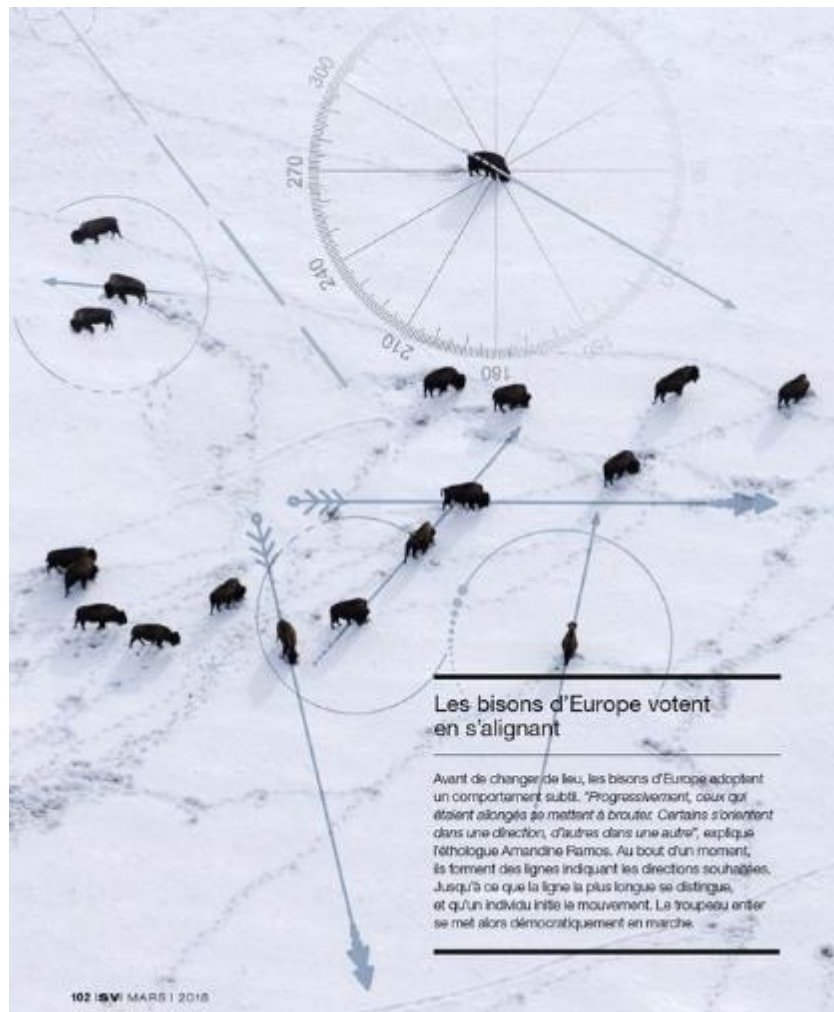 300
270
240
210
180
Les bisons d'Europe votent
en s'alignant
Avant de changer de lieu, les bisons d'Europe adoptent
un comportement subtil. "Progressivement, ceux qui
étaient allongés se mettent à brouter. Certains s'orientent
dans une direction, d'autres dans une autre", explique
l'éthologue Amandine Ramos. Au bout d'un moment,
ils forment des lignes indiquant les directions souhaitées.
Jusqu'à ce que la ligne la plus longue se distingue,
et qu'un individu initie le mouvement. Le troupeau entier
se met alors démocratiquement en marche.
102 | SV | MARS | 2018